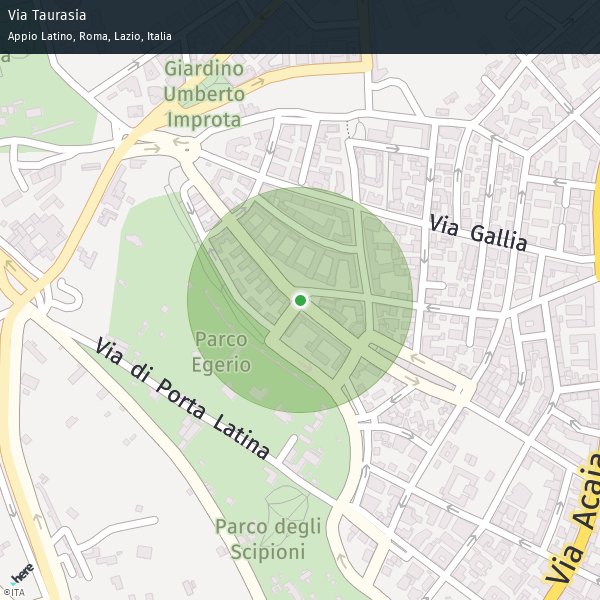 Via Taurasia
Appio Latino, Roma, Lazio, Italia
a
Giardino
Umberto
Improta
Via Gallia
Parco
Egerio
Via di Porta Latina
Via Acaia
Parco degli
Scipioni
here
©ITA